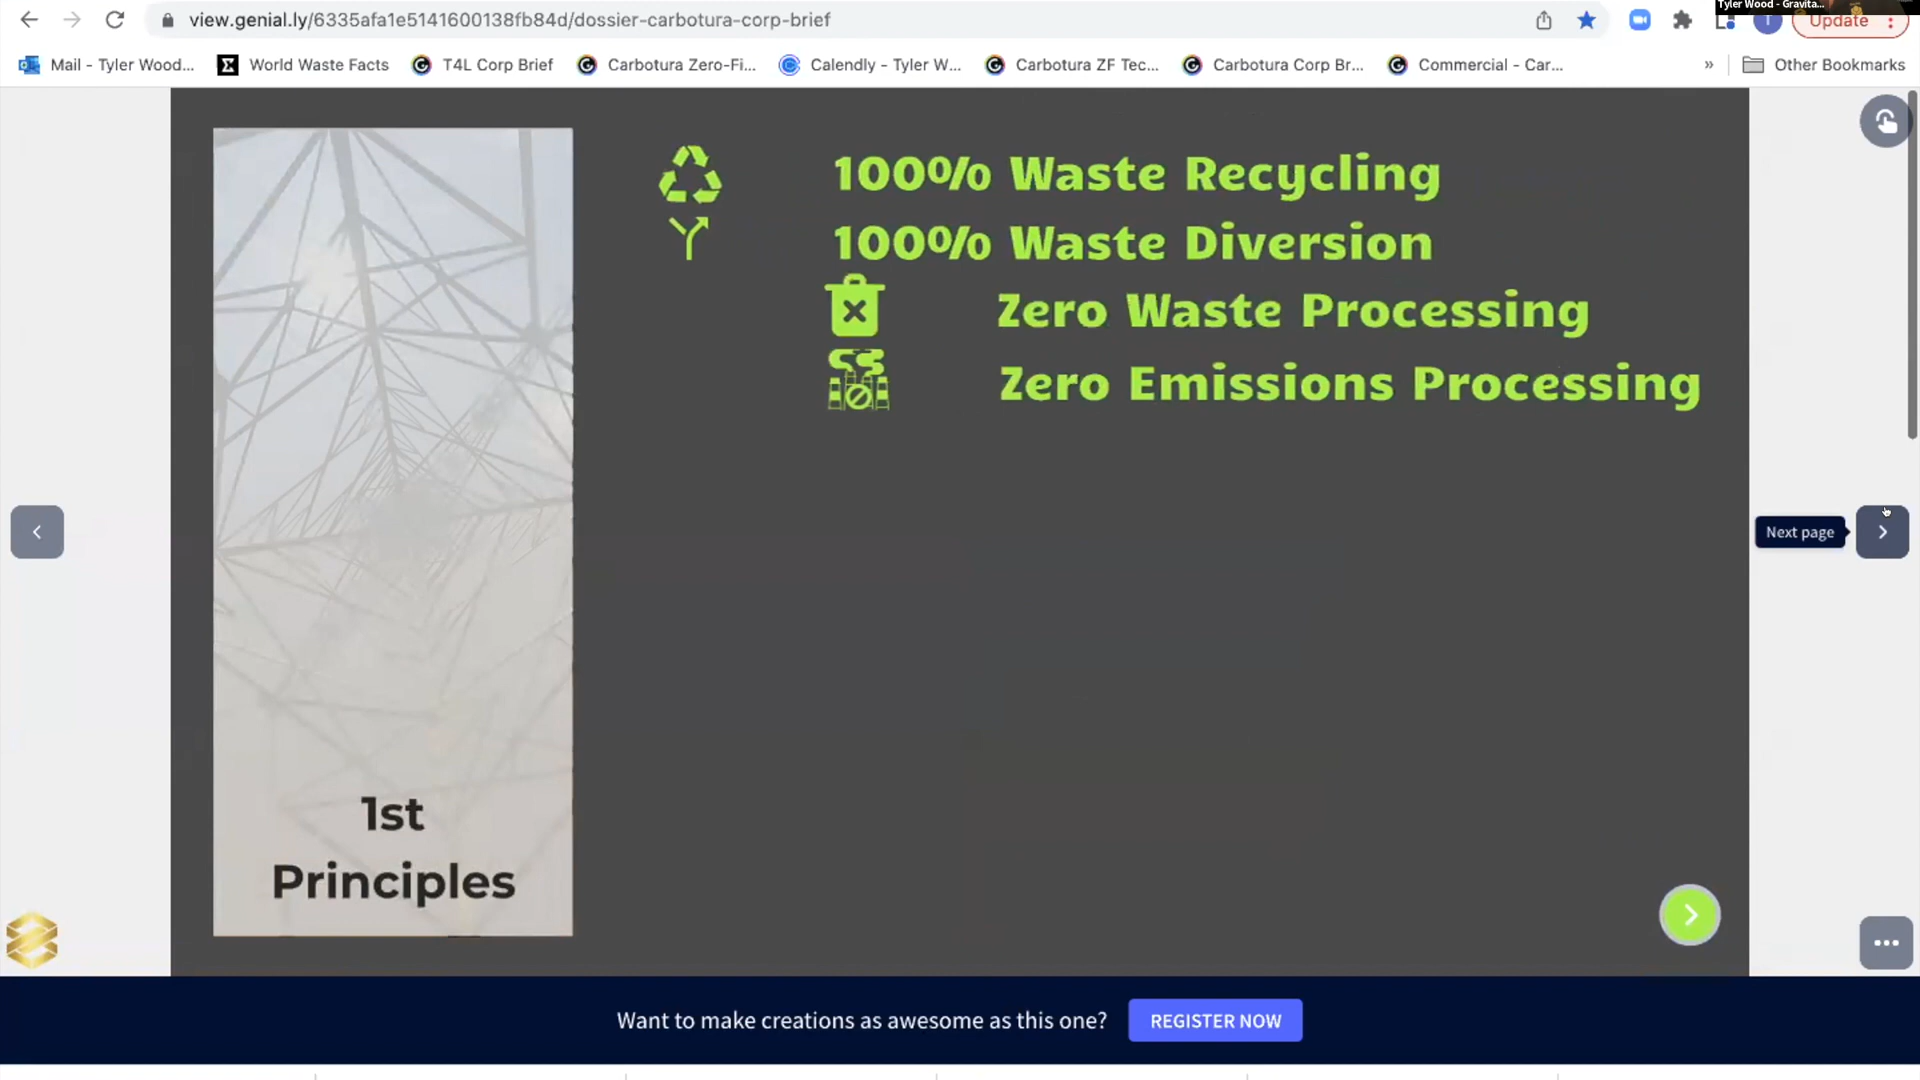 Tyler Wood - Gravita...
view.genial.ly/6335afa1e5141600138fb84d/dossier-carbotura-corp-brief
T
Update
Mail - Tyler Wood...
World Waste Facts
T4L Corp Brief
Carbotura Zero-Fi...
Calendly - Tyler W...
Carbotura ZF Tec...
Carbotura Corp Br...
Commercial - Car...
»
Other Bookmarks
100% Waste Recycling
100% Waste Diversion
Zero Waste Processing
Zero Emissions Processing
Next page
1st
Principles
Want to make creations as awesome as this one?
REGISTER NOW